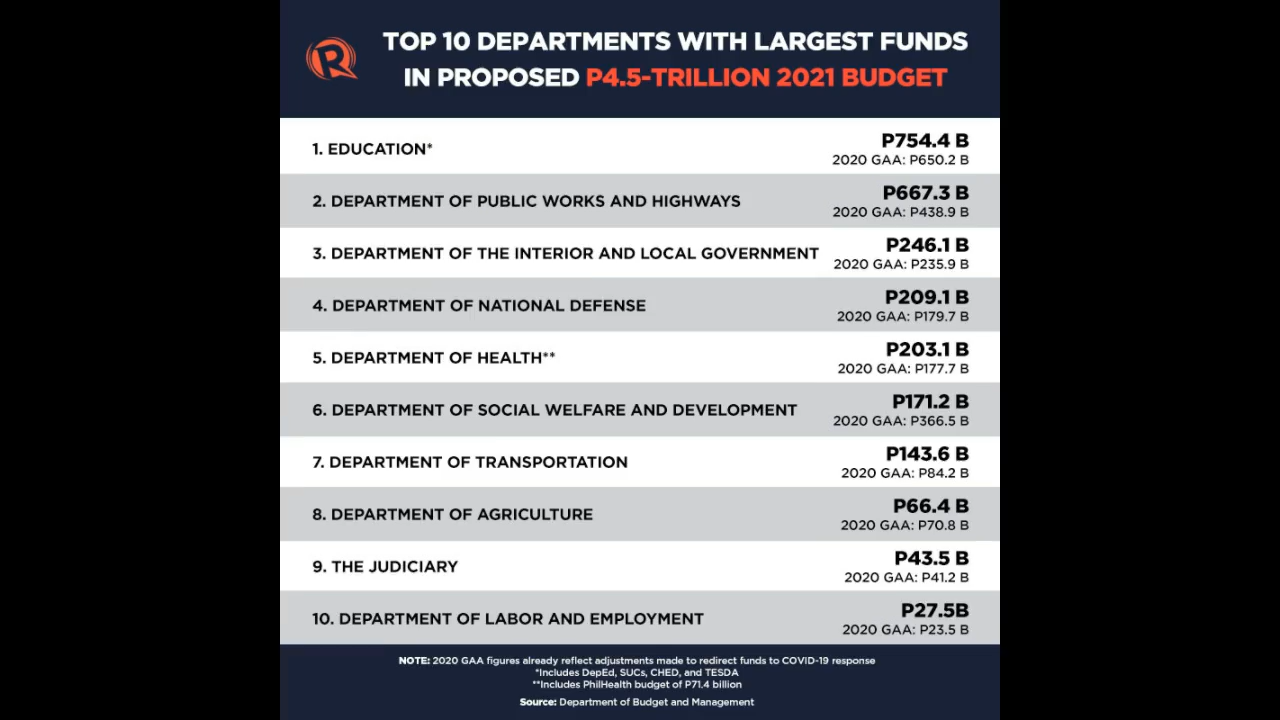 TOP 10 DEPARTMENTS WITH LARGEST FUNDS
IN PROPOSED P4.5-TRILLION 2021 BUDGET
1. EDUCATION*
P754.4 B
2020 GAA: P650.2 B
2. DEPARTMENT OF PUBLIC WORKS AND HIGHWAYS
P667.3 B
2020 GAA: P438.9 B
3. DEPARTMENT OF THE INTERIOR AND LOCAL GOVERNMENT
P246.1 B
2020 GAA: P235.9 B
4. DEPARTMENT OF NATIONAL DEFENSE
P209.1 B
2020 GAA: P179.7 B
5. DEPARTMENT OF HEALTH**
P203.1 B
2020 GAA: P177.7 B
6. DEPARTMENT OF SOCIAL WELFARE AND DEVELOPMENT
P171.2 B
2020 GAA: P366.5 B
7. DEPARTMENT OF TRANSPORTATION
P143.6 B
2020 GAA: P84.2 B
8. DEPARTMENT OF AGRICULTURE
P66.4 B
2020 GAA: P70.8 B
9. THE JUDICIARY
P43.5 B
2020 GAA: P41.2 B
10. DEPARTMENT OF LABOR AND EMPLOYMENT
P27.5B
2020 GAA: P23.5 B
NOTE: 2020 GAA figures already reflect adjustments made to redirect funds to COVID-19 response
*Includes DepEd, SUCs, CHED, and TESDA
**Includes PhilHealth budget of P71.4 billion
Source: Department of Budget and Management